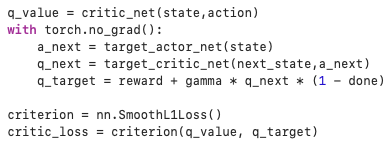 q_value = critic_net(state,action)
with torch.no_grad():
    a_next = target_actor_net(state)
    q_next = target_critic_net(next_state,a_next)
    q_target = reward + gamma * q_next * (1 - done)

criterion = nn.SmoothL1Loss()
critic_loss = criterion(q_value, q_target)